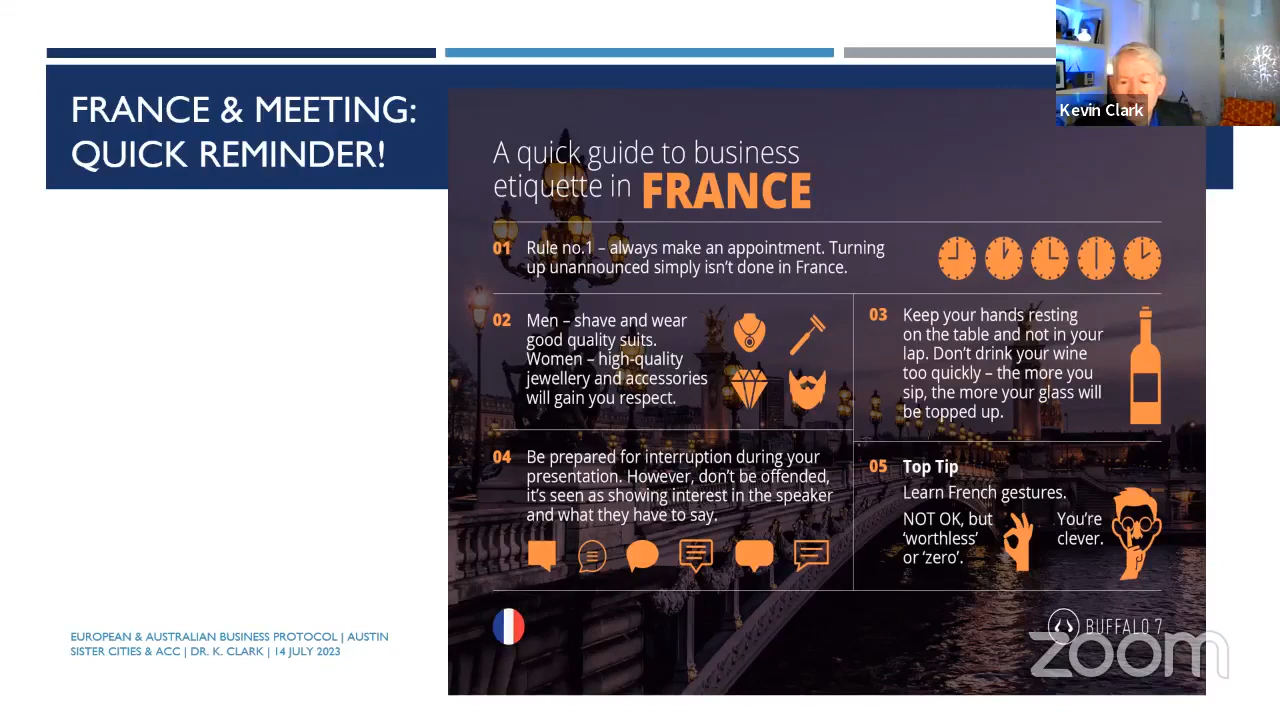 FRANCE & MEETING:
QUICK REMINDER!
Kevin Clark
A quick guide to business
etiquette in FRANCE
01 Rule no.1 – always make an appointment. Turning
up unannounced simply isn't done in France.
02 Men – shave and wear
good quality suits.
Women – high-quality
jewellery and accessories
will gain you respect.
03 Keep your hands resting
on the table and not in your
lap. Don't drink your wine
too quickly – the more you
sip, the more your glass will
be topped up.
04 Be prepared for interruption during your
presentation. However, don't be offended,
it's seen as showing interest in the speaker
and what they have to say.
05 Top Tip
Learn French gestures.
NOT OK, but
'worthless'
or 'zero'.
You're
clever.
BUFFALO 7
zoom
EUROPEAN & AUSTRALIAN BUSINESS PROTOCOL | AUSTIN
SISTER CITIES & ACC | DR. K. CLARK | 14 JULY 2023